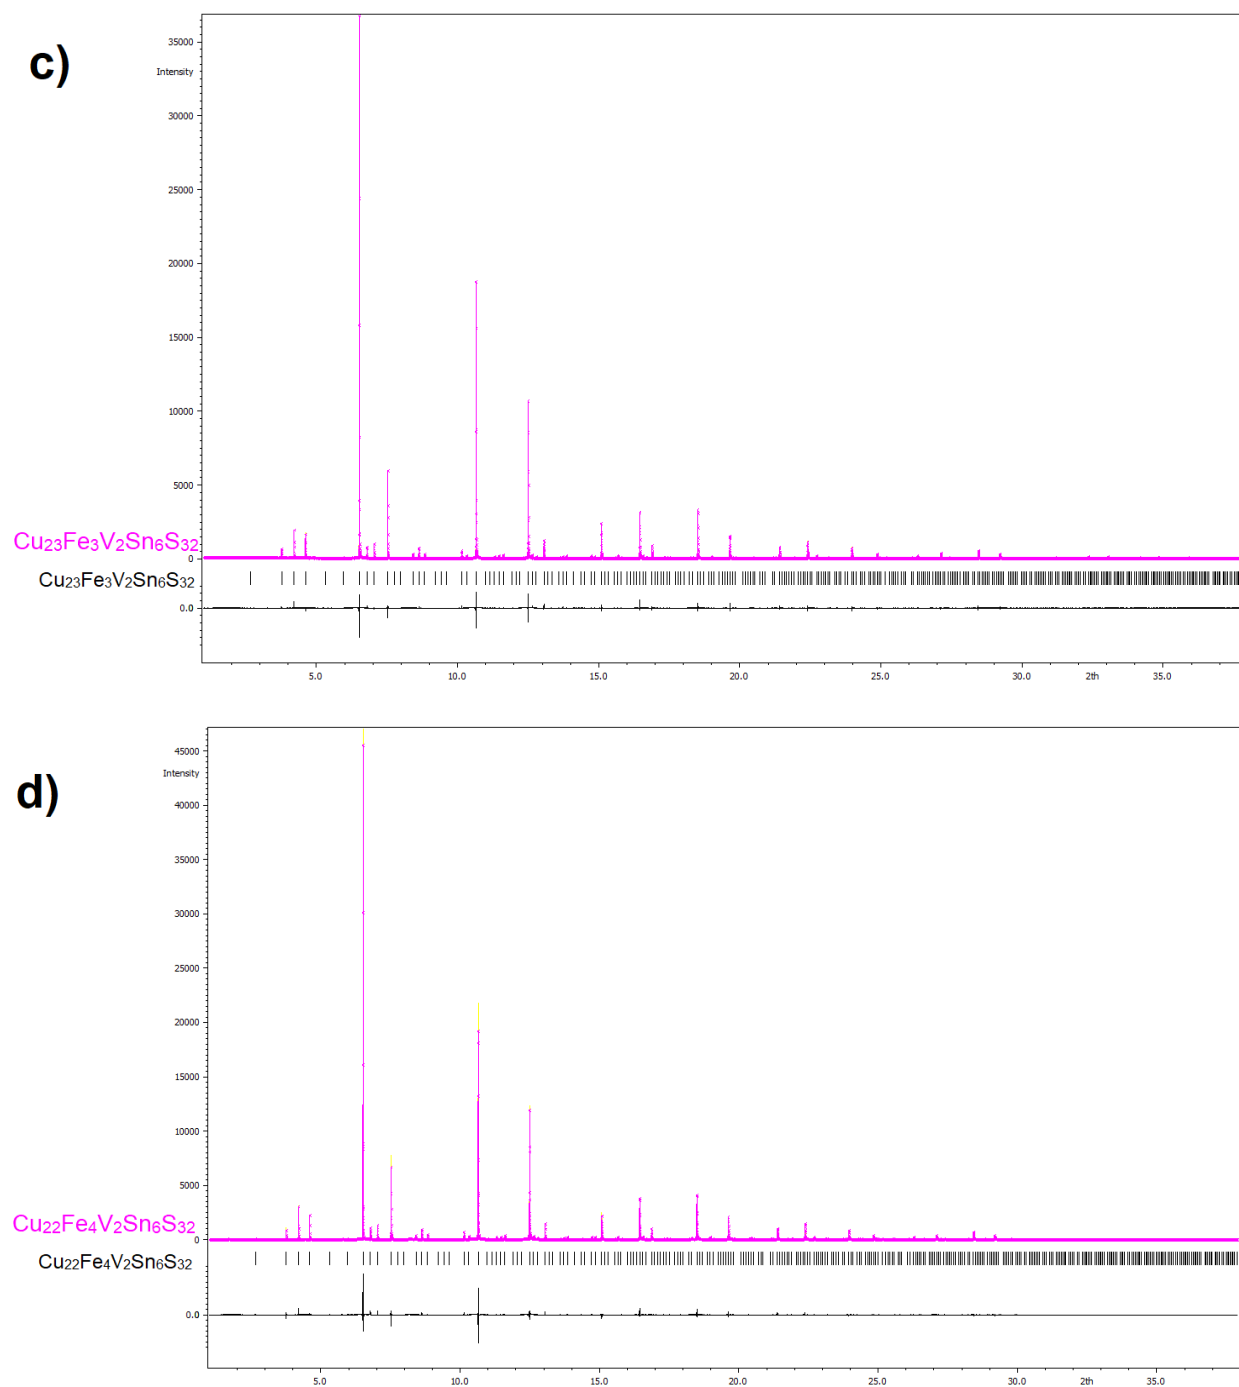 c)
35000
Intensity
30000
25000
20000
15000
10000
5000
Cu₂₃Fe₃V₂Sn₆S₃₂
0
Cu₂₃Fe₃V₂Sn₆S₃₂
0.0
5.0 10.0 15.0 20.0 25.0 30.0 2th 35.0
d)
45000
Intensity
40000
35000
30000
25000
20000
15000
10000
5000
Cu₂₂Fe₄V₂Sn₆S₃₂
0
Cu₂₂Fe₄V₂Sn₆S₃₂
0.0
5.0 10.0 15.0 20.0 25.0 30.0 2th 35.0